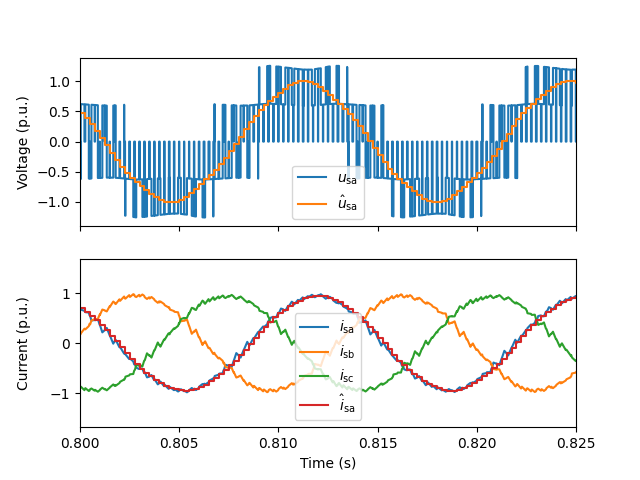 Voltage (p.u.)
1.0
0.5
0.0
−0.5
−1.0
u_sa
û_sa
Current (p.u.)
1
0
−1
i_sa
i_sb
i_sc
î_sa
0.800 0.805 0.810 0.815 0.820 0.825
Time (s)